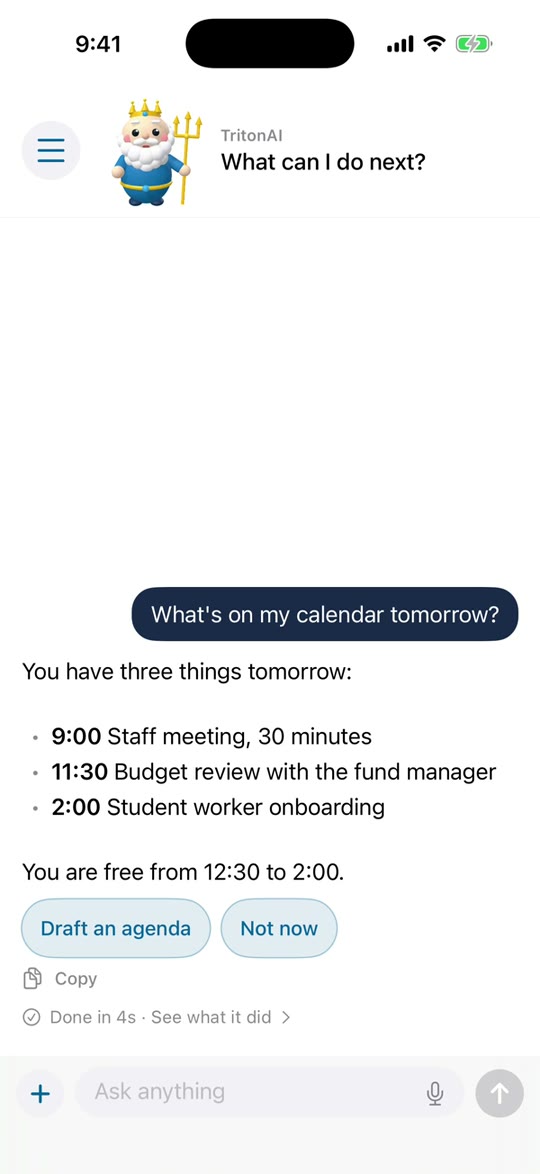 9:41
TritonAI
What can I do next?
What's on my calendar tomorrow?
You have three things tomorrow:
• 9:00 Staff meeting, 30 minutes
• 11:30 Budget review with the fund manager
• 2:00 Student worker onboarding
You are free from 12:30 to 2:00.
Draft an agenda
Not now
Copy
Done in 4s · See what it did
Ask anything